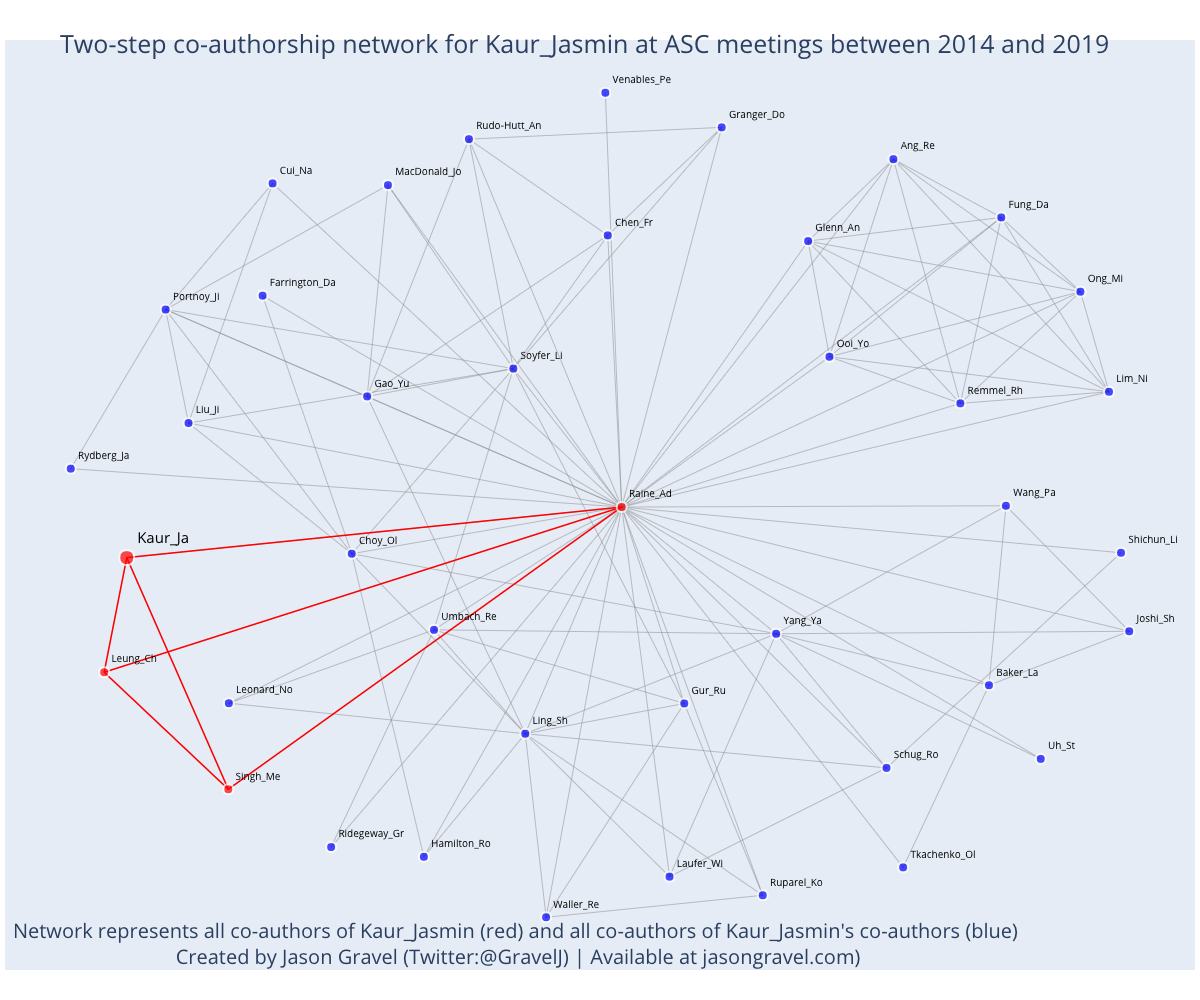 Two-step co-authorship network for Kaur_Jasmin at ASC meetings between 2014 and 2019
Venables_Pe
Granger_Do
Rudo-Hutt_An
Ang_Re
Cui_Na
MacDonald_Jo
Fung_Da
Chen_Fr
Glenn_An
Farrington_Da
Ong_Mi
Portnoy_Ji
Ooi_Yo
Soyfer_Li
Gao_Yu
Lim_Ni
Remmel_Rh
Liu_Ji
Rydberg_Ja
Raine_Ad
Wang_Pa
Kaur_Ja
Choy_Ol
Shichun_Li
Umbach_Re
Yang_Ya
Joshi_Sh
Leung_Ch
Baker_La
Leonard_No
Gur_Ru
Ling_Sh
Uh_St
Schug_Ro
Singh_Me
Ridegeway_Gr
Hamilton_Ro
Tkachenko_Ol
Laufer_Wi
Ruparel_Ko
Waller_Re
Network represents all co-authors of Kaur_Jasmin (red) and all co-authors of Kaur_Jasmin's co-authors (blue)
Created by Jason Gravel (Twitter:@GravelJ) | Available at jasongravel.com)